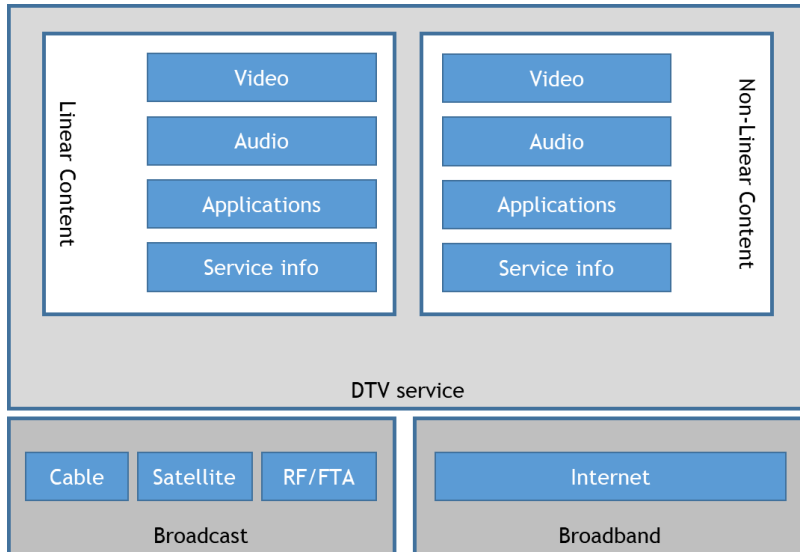 Linear Content
Video
Audio
Applications
Service info
Video
Audio
Applications
Service info
Non-Linear Content
DTV service
Cable
Satellite
RF/FTA
Broadcast
Internet
Broadband